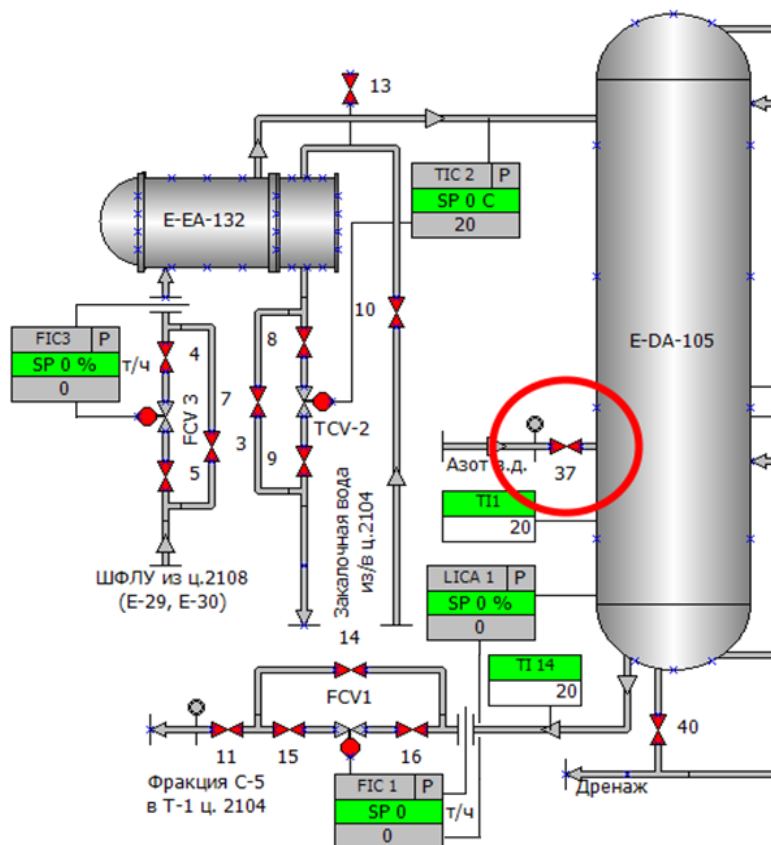 13
TIC 2 P
SP 0 C
20
E-EA-132
10
FIC3 P
SP 0 %
0
т/ч
4
FCV 3
5
7
3
8
9
TCV-2
E-DA-105
Азот в.д.
37
TI1
20
ШФЛУ из ц.2108
(Е-29, Е-30)
Закалочная вода
из/в ц.2104
LICA 1 P
SP 0 %
0
14
FCV1
TI 14
20
11
15
16
40
Фракция С-5
в Т-1 ц. 2104
FIC 1 P
SP 0
0
т/ч
Дренаж